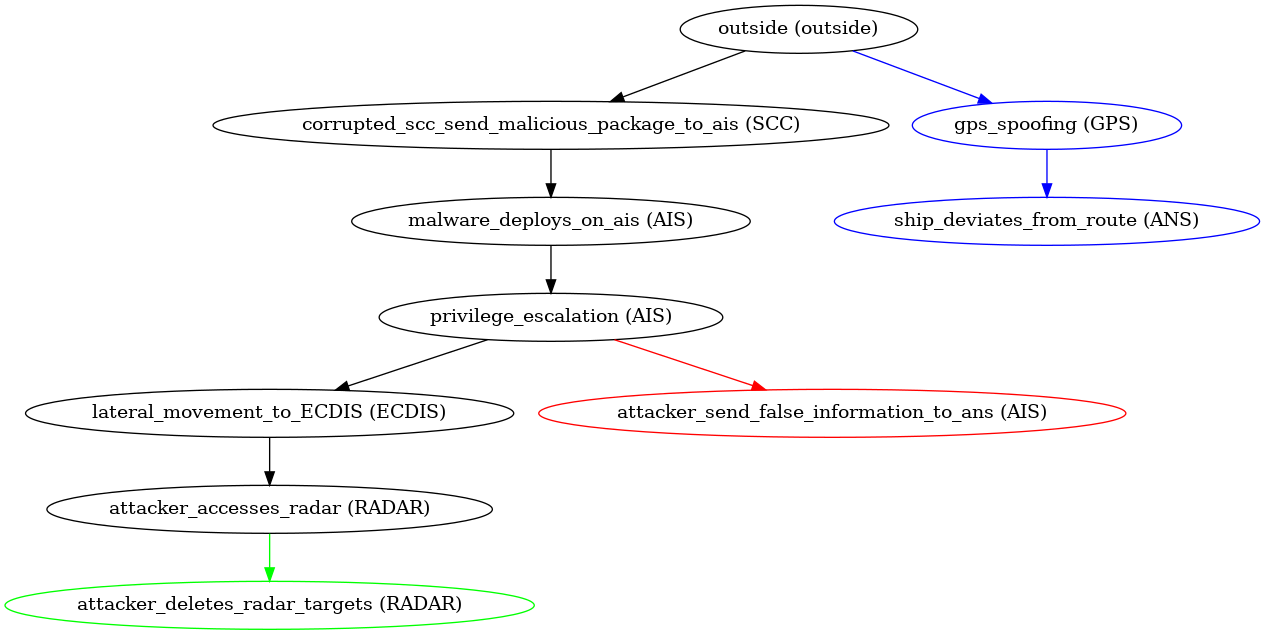 outside (outside)
corrupted_scc_send_malicious_package_to_ais (SCC)
gps_spoofing (GPS)
malware_deploys_on_ais (AIS)
ship_deviates_from_route (ANS)
privilege_escalation (AIS)
lateral_movement_to_ECDIS (ECDIS)
attacker_send_false_information_to_ans (AIS)
attacker_accesses_radar (RADAR)
attacker_deletes_radar_targets (RADAR)